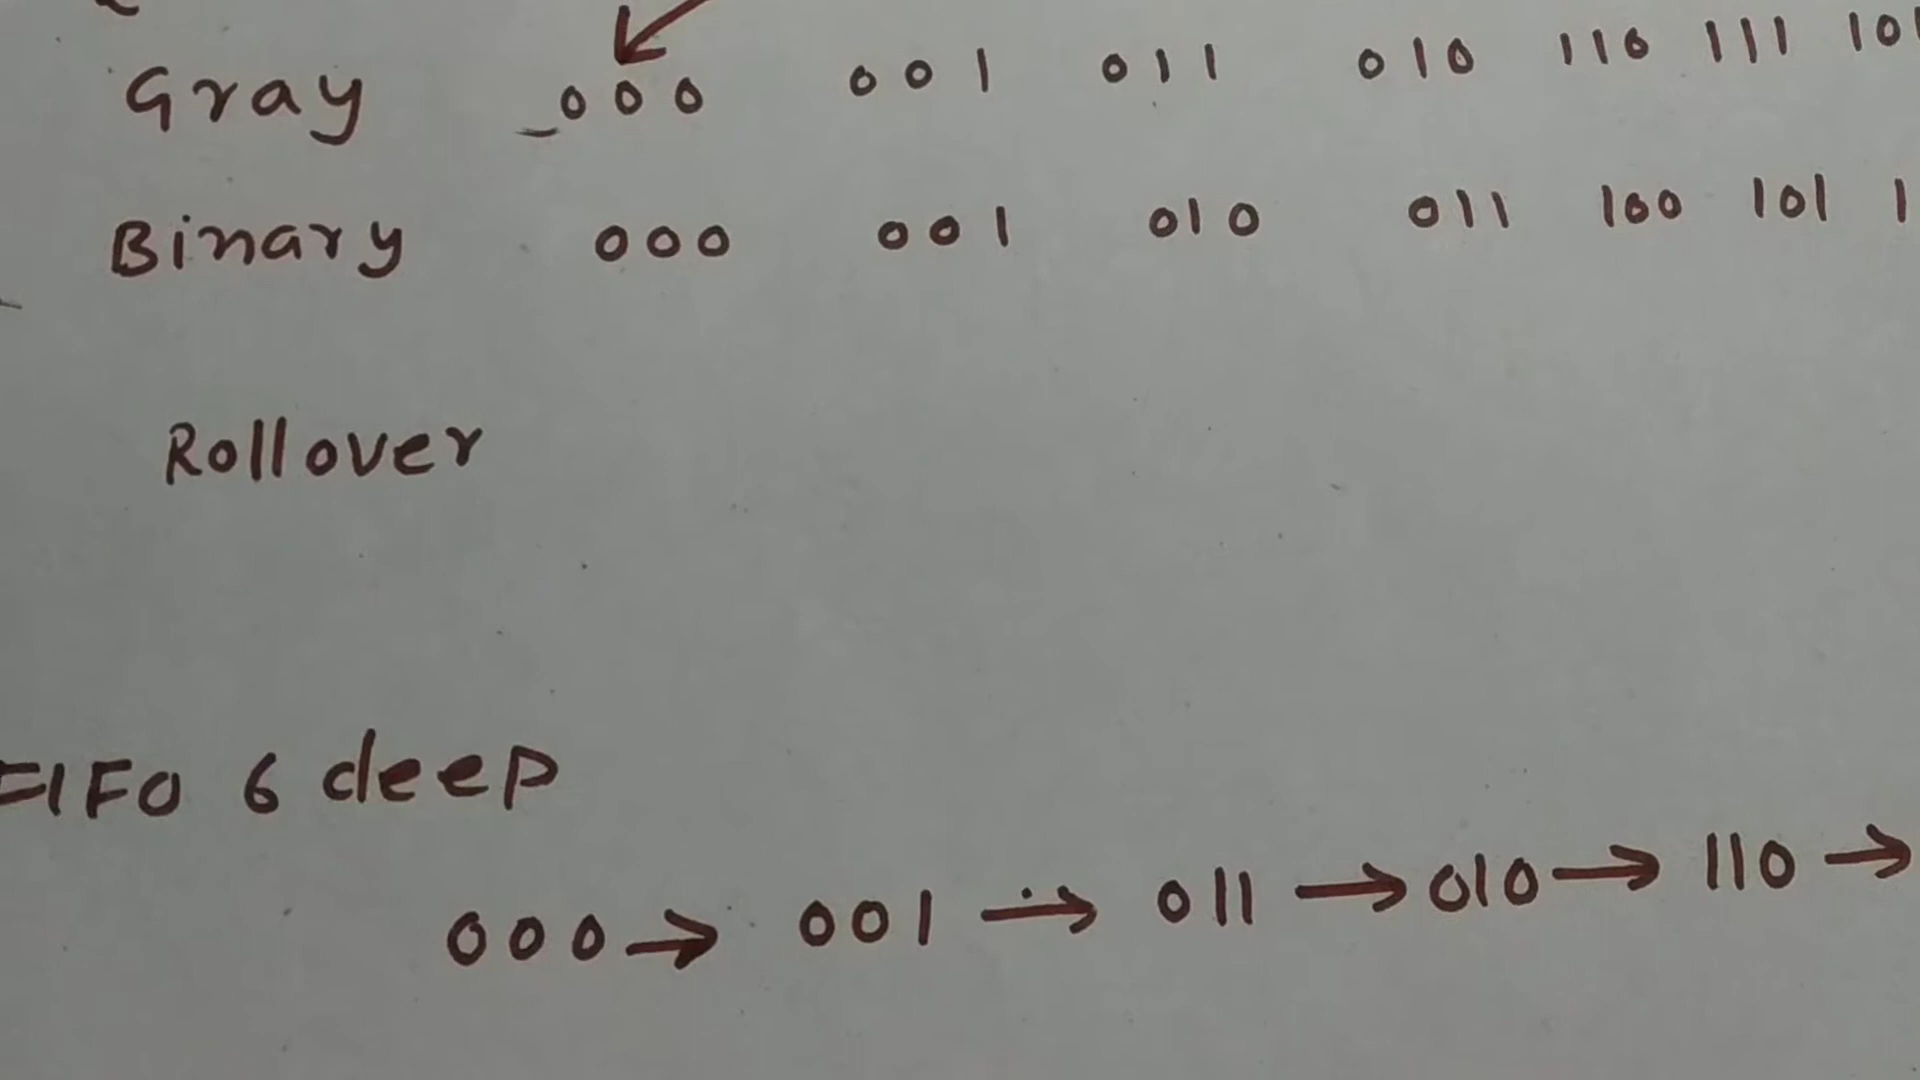 Gray 000 001 011 010 110 111 101
Binary 000 001 010 011 100 101 1
Rollover
FIFO 6 deep
000 → 001 → 011 → 010 → 110 →